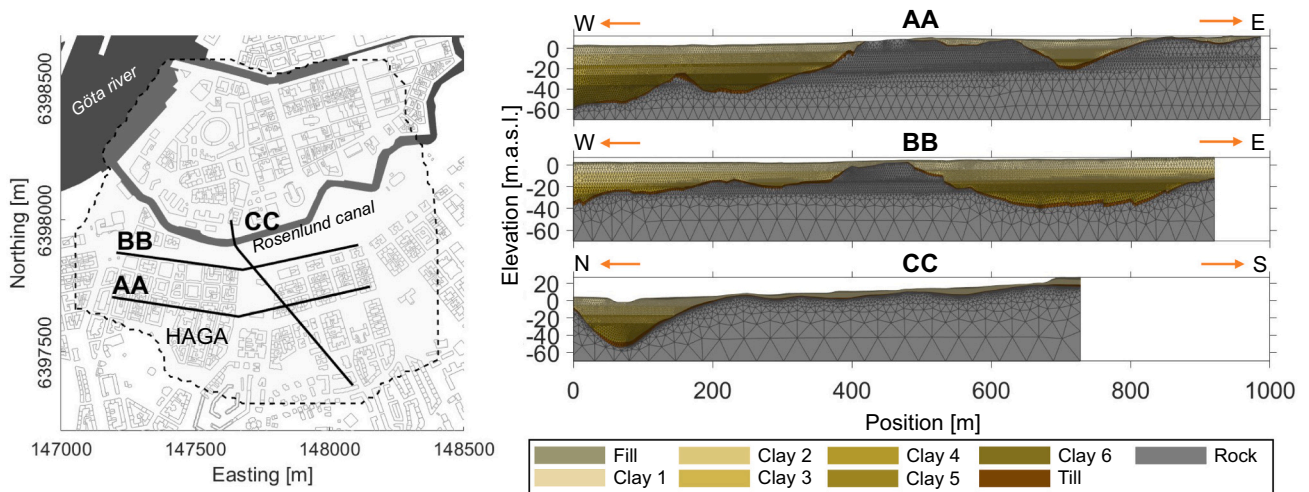 Göta river
CC
Rosenlund canal
BB
AA
HAGA
Northing [m]
6398500
6398000
6397500
147000 147500 148000 148500
Easting [m]
AA
W E
0
-20
-40
-60
BB
W E
0
-20
-40
-60
CC
N S
20
0
-20
-40
-60
Elevation [m.a.s.l.]
0 200 400 600 800 1000
Position [m]
Fill Clay 2 Clay 4 Clay 6 Rock
Clay 1 Clay 3 Clay 5 Till